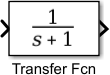 1
s + 1
Transfer Fcn